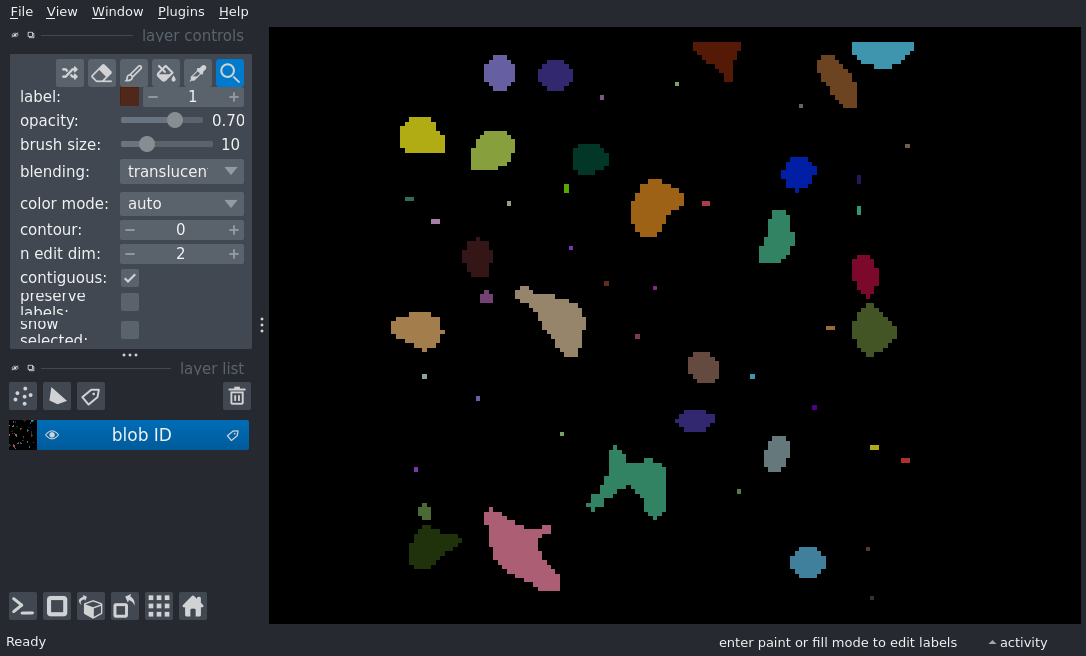 File View Window Plugins Help
layer controls
label: 1
opacity: 0.70
brush size: 10
blending: translucen
color mode: auto
contour: 0
n edit dim: 2
contiguous:
preserve
labels:
show
selected:
layer list
blob ID
Ready enter paint or fill mode to edit labels activity